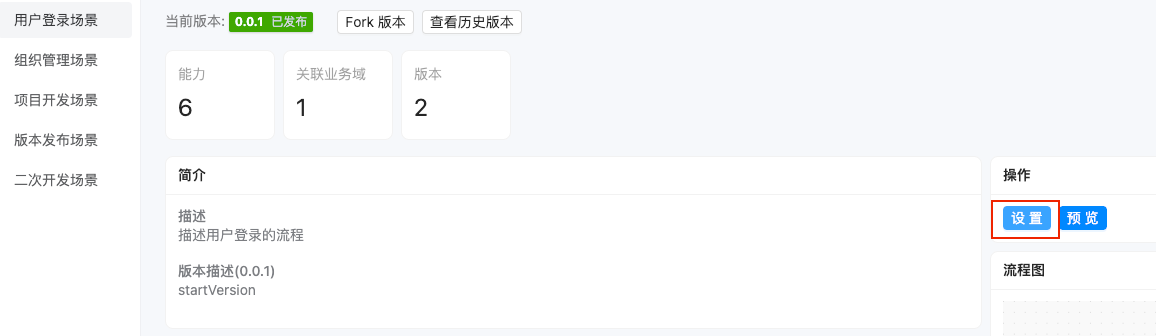 用户登录场景
组织管理场景
项目开发场景
版本发布场景
二次开发场景
当前版本: 0.0.1 已发布 Fork 版本 查看历史版本
能力 关联业务域 版本
6 1 2
简介
描述
描述用户登录的流程
版本描述(0.0.1)
startVersion
操作
设 置 预 览
流程图